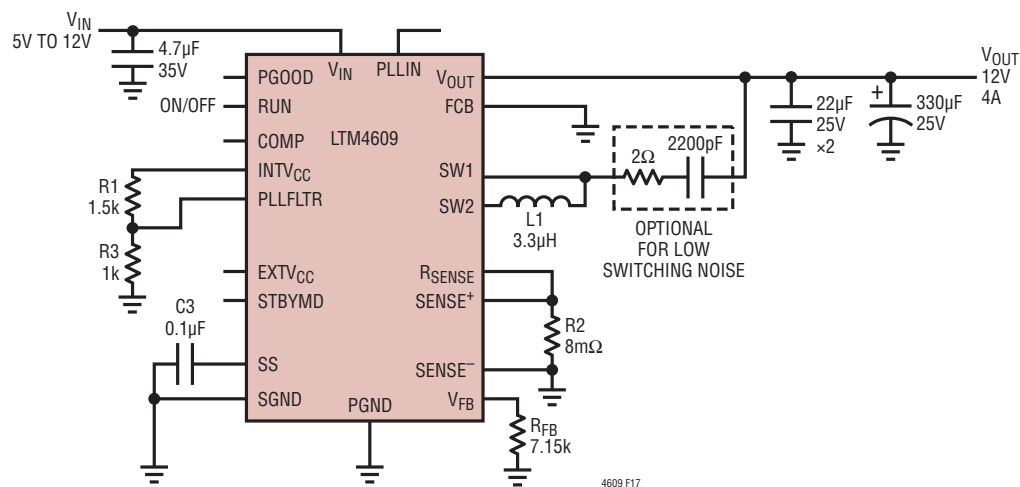 VIN
5V TO 12V
4.7µF
35V
VIN
PLLIN
PGOOD
RUN
ON/OFF
COMP
LTM4609
INTVCC
PLLFLTR
R1
1.5k
R3
1k
EXTVCC
STBYMD
C3
0.1µF
SS
SGND
PGND
VOUT
FCB
SW1
SW2
L1
3.3µH
2Ω
2200pF
OPTIONAL
FOR LOW
SWITCHING NOISE
RSENSE
SENSE+
R2
8mΩ
SENSE–
VFB
RFB
7.15k
22µF
25V
×2
+
330µF
25V
VOUT
12V
4A
4609 F17